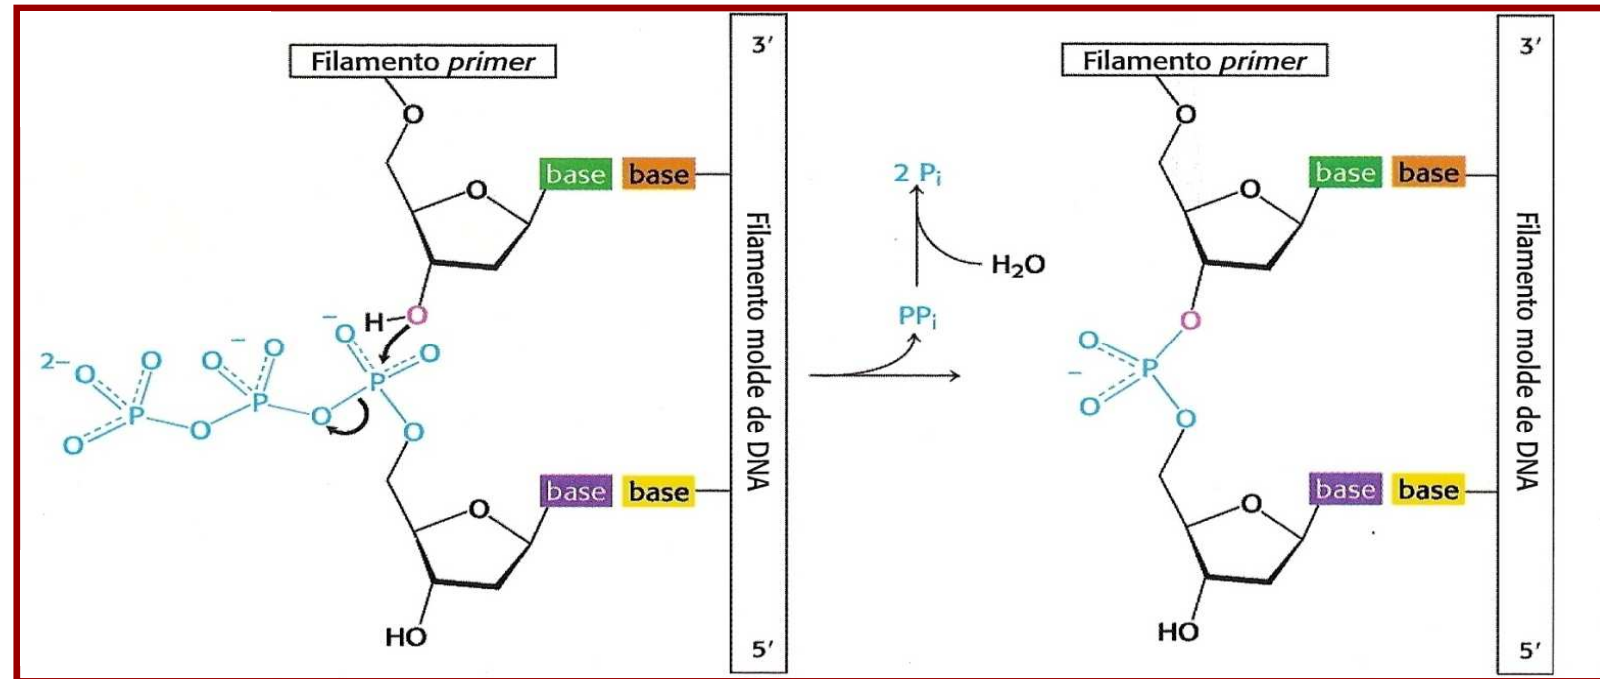 Filamento primer
O
base base
O
H–O
O
O
2–
O
O
O
–
O
–
O
P
P
P
O
O
O
O
base base
O
HO
3′
Filamento molde de DNA
5′
2 Pi
H₂O
PPi
Filamento primer
O
base base
O
O
O
P
–
O
O
base base
O
HO
3′
Filamento molde de DNA
5′